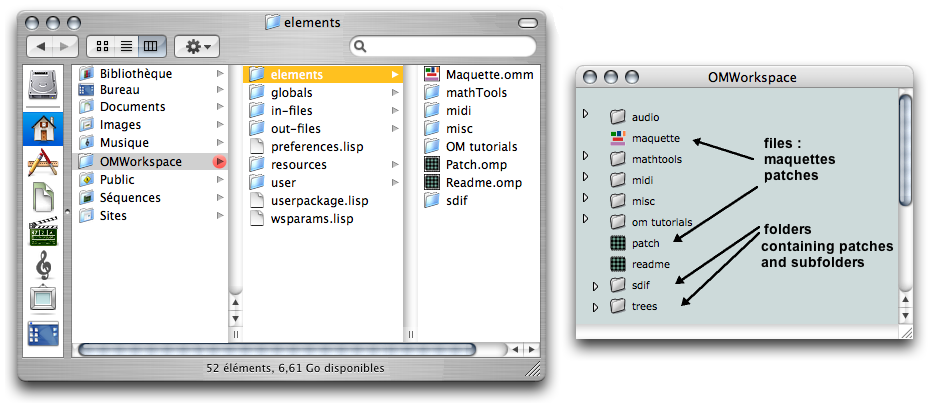 elements
Bibliothèque
Bureau
Documents
Images
Musique
OMWorkspace
Public
Séquences
Sites
elements
globals
in-files
out-files
preferences.lisp
resources
user
userpackage.lisp
wsparams.lisp
Maquette.omm
mathTools
midi
misc
OM tutorials
Patch.omp
Readme.omp
sdif
52 éléments, 6,61 Go disponibles
OMWorkspace
audio
maquette
mathtools
midi
misc
om tutorials
patch
readme
sdif
trees
files :
maquettes
patches
folders
containing patches
and subfolders